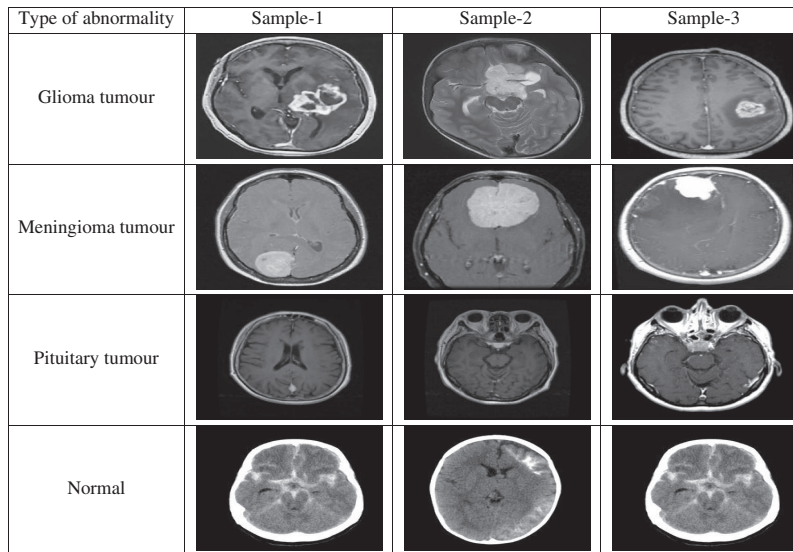 Type of abnormality Sample-1 Sample-2 Sample-3
Glioma tumour
Meningioma tumour
Pituitary tumour
Normal